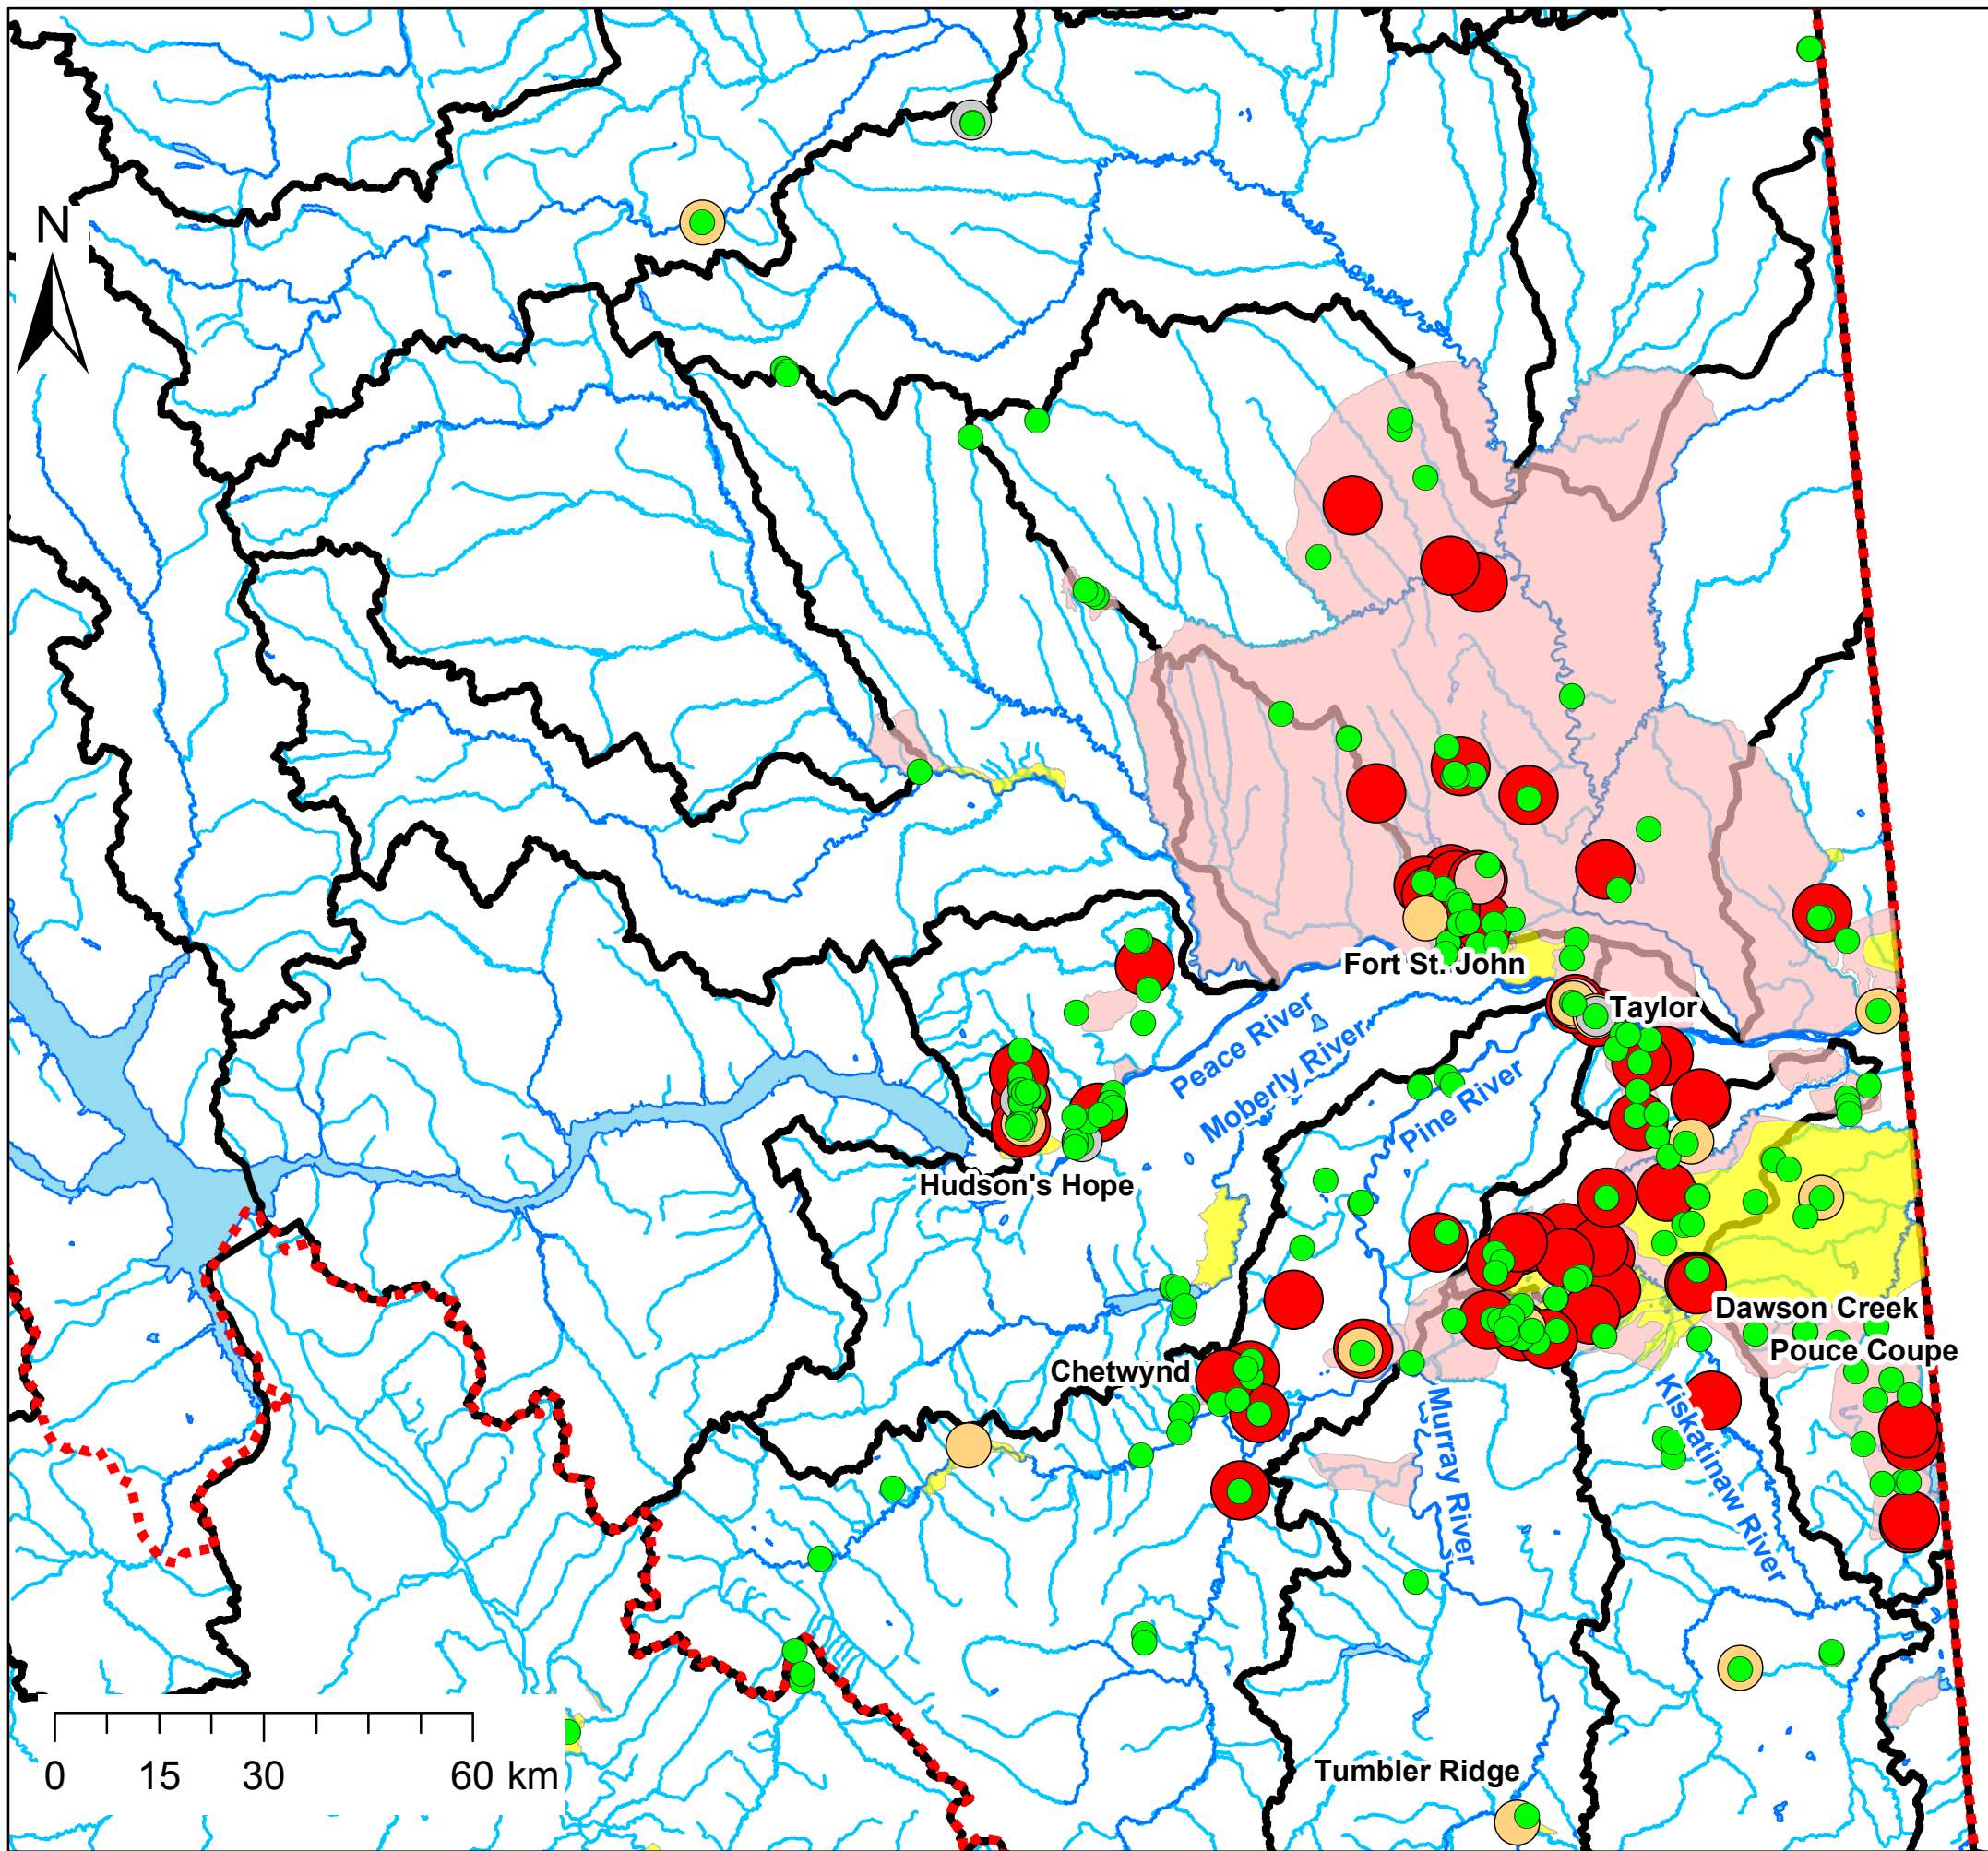 N
Fort St. John
Taylor
Peace River
Moberly River
Pine River
Hudson's Hope
Dawson Creek
Pouce Coupe
Chetwynd
Murray River
Kiskatinaw River
Tumbler Ridge
0 15 30 60 km